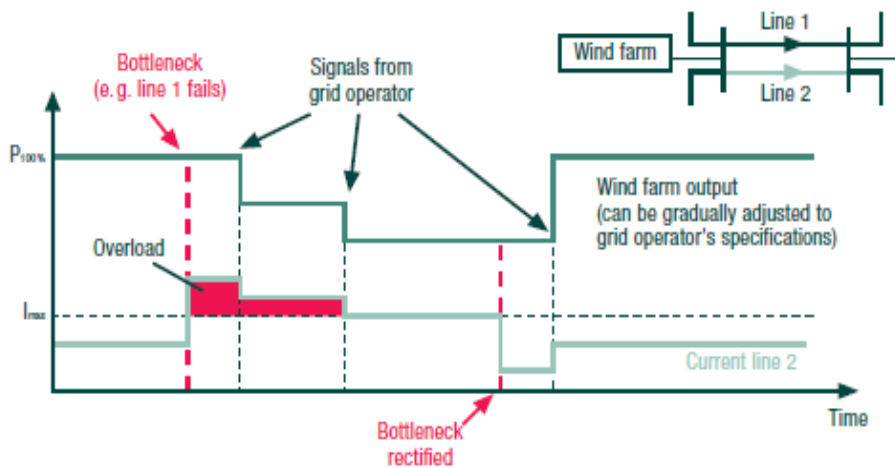 Line 1
Wind farm
Line 2
Bottleneck
(e. g. line 1 fails)
Signals from
grid operator
P100%
Wind farm output
(can be gradually adjusted to
grid operator's specifications)
Overload
Imax
Current line 2
Time
Bottleneck
rectified